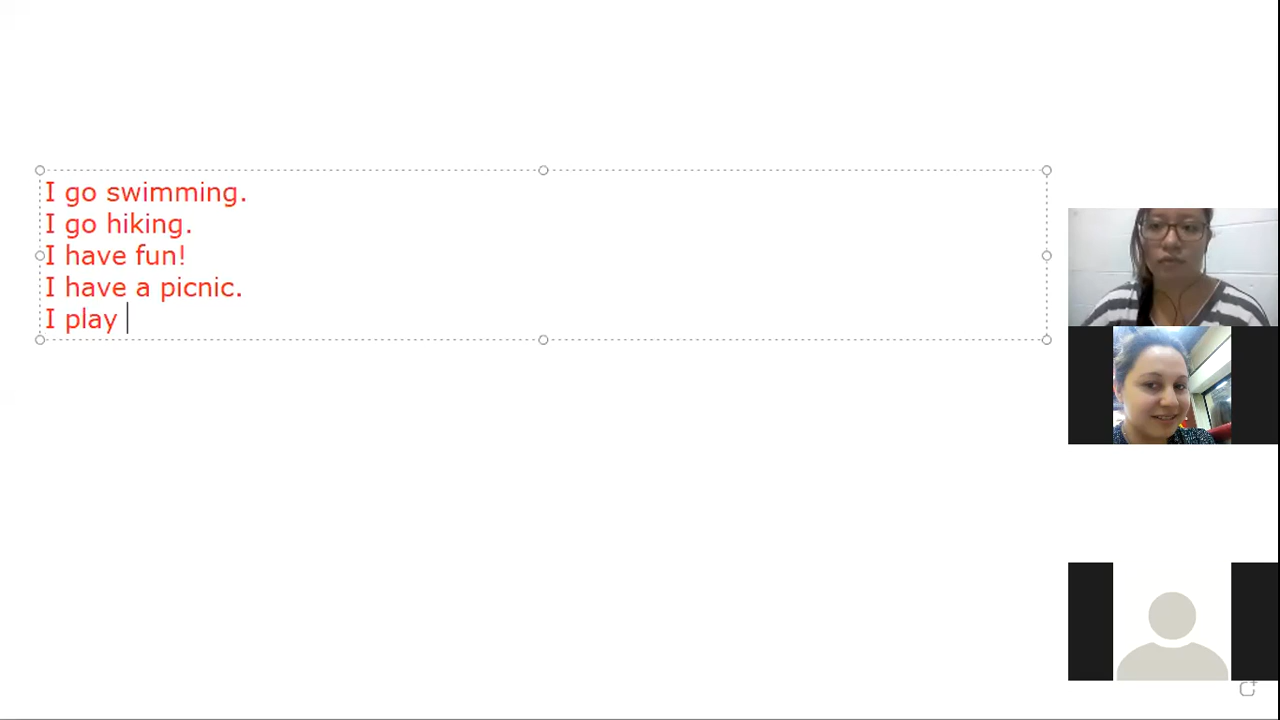 I go swimming.
I go hiking.
I have fun!
I have a picnic.
I play